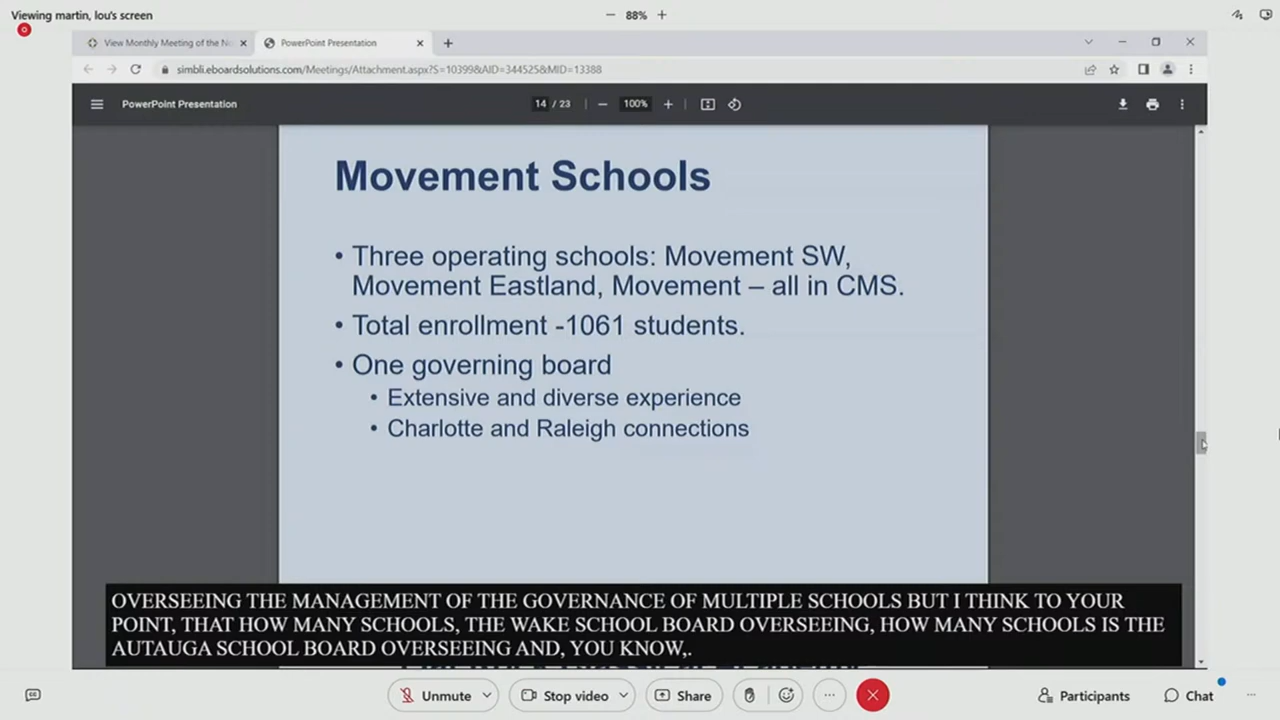 Viewing martin, lou's screen
88%
View Monthly Meeting of the No
PowerPoint Presentation
simbli.eboardsolutions.com/Meetings/Attachment.aspx?S=10399&AID=344525&MID=13388
PowerPoint Presentation
14 / 23
100%
Movement Schools
• Three operating schools: Movement SW,
Movement Eastland, Movement – all in CMS.
• Total enrollment -1061 students.
• One governing board
• Extensive and diverse experience
• Charlotte and Raleigh connections
OVERSEEING THE MANAGEMENT OF THE GOVERNANCE OF MULTIPLE SCHOOLS BUT I THINK TO YOUR
POINT, THAT HOW MANY SCHOOLS, THE WAKE SCHOOL BOARD OVERSEEING, HOW MANY SCHOOLS IS THE
AUTAUGA SCHOOL BOARD OVERSEEING AND, YOU KNOW,.
Unmute
Stop video
Share
Participants
Chat